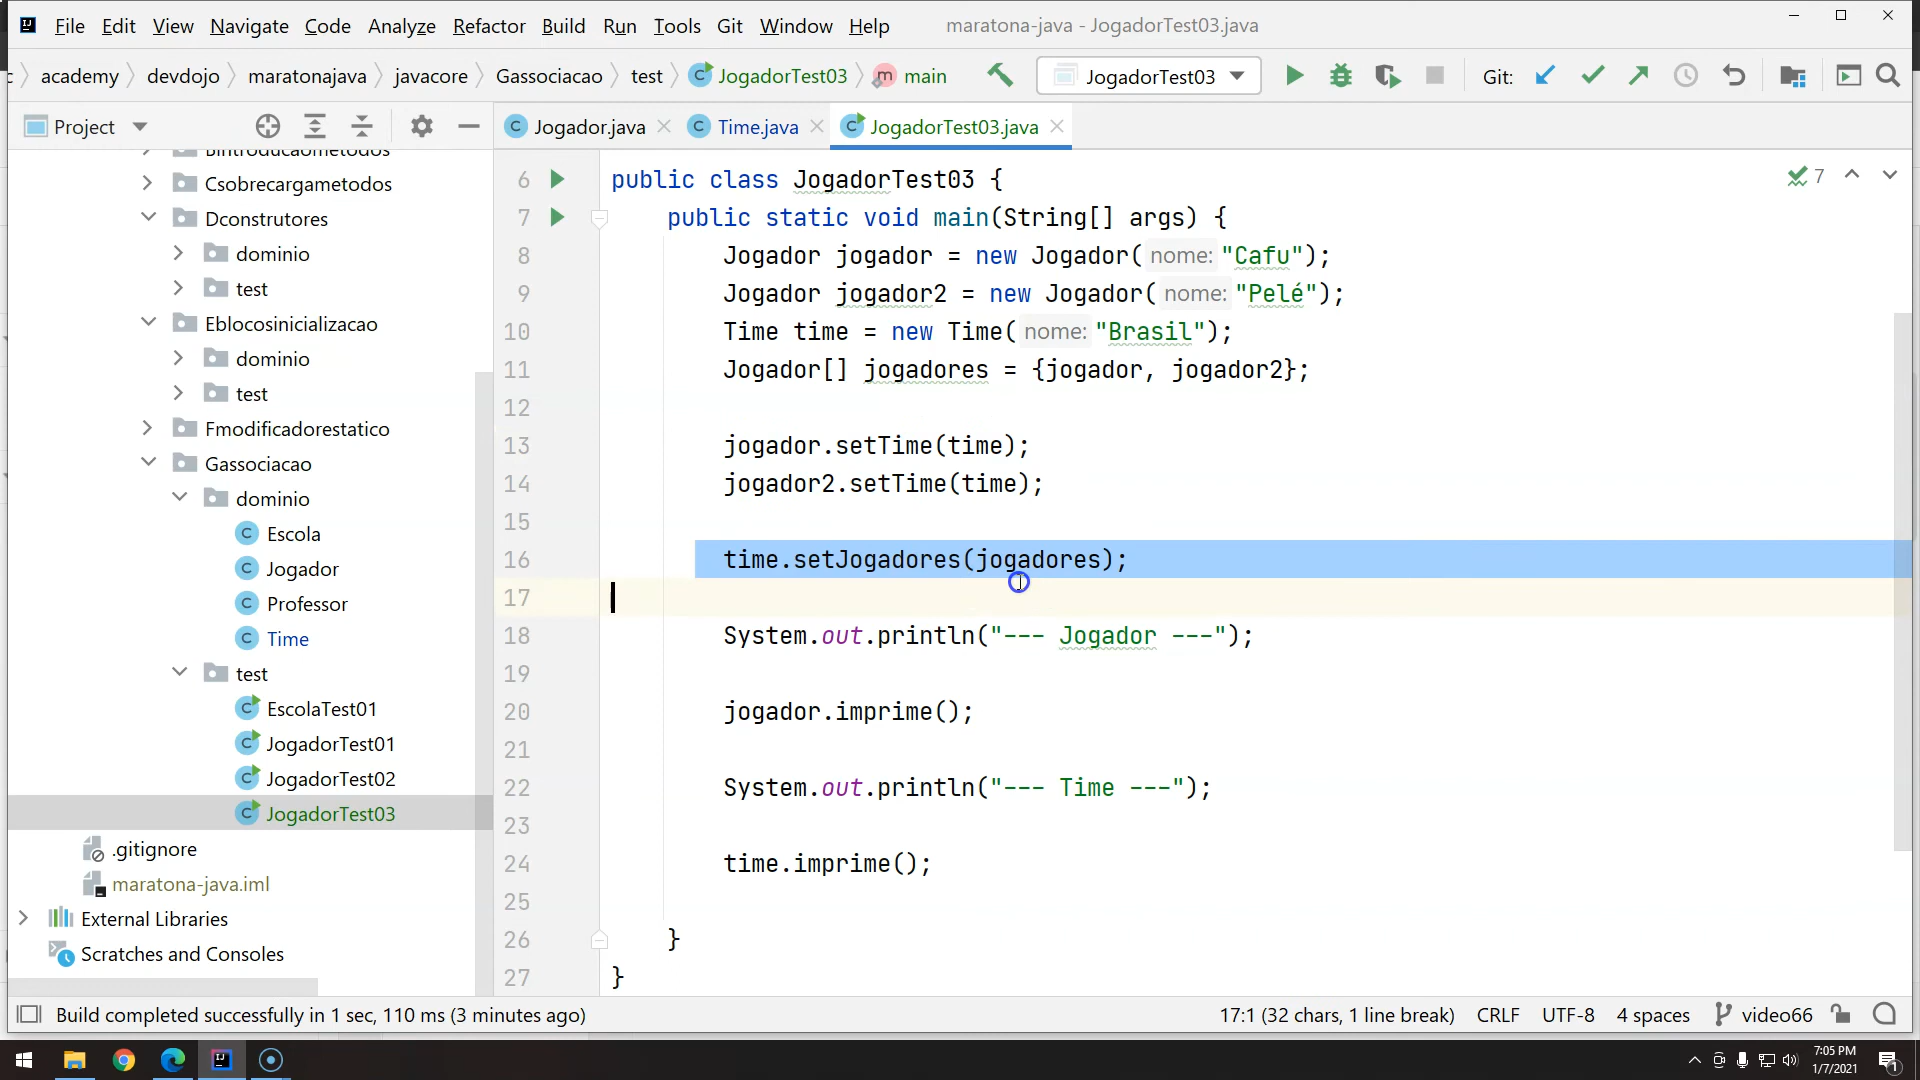 File Edit View Navigate Code Analyze Refactor Build Run Tools Git Window Help maratona-java - JogadorTest03.java
academy devdojo maratonajava javacore Gassociacao test JogadorTest03 main JogadorTest03 Git:
Project
Jogador.java Time.java JogadorTest03.java
Bintroducaometodos
Csobrecargametodos
Dconstrutores
dominio
test
Eblocosinicializacao
dominio
test
Fmodificadorestatico
Gassociacao
dominio
Escola
Jogador
Professor
Time
test
EscolaTest01
JogadorTest01
JogadorTest02
JogadorTest03
.gitignore
maratona-java.iml
External Libraries
Scratches and Consoles
7
6 public class JogadorTest03 {
7 public static void main(String[] args) {
8 Jogador jogador = new Jogador( nome: "Cafu");
9 Jogador jogador2 = new Jogador( nome: "Pelé");
10 Time time = new Time( nome: "Brasil");
11 Jogador[] jogadores = {jogador, jogador2};
12
13 jogador.setTime(time);
14 jogador2.setTime(time);
15
16 time.setJogadores(jogadores);
17
18 System.out.println("--- Jogador ---");
19
20 jogador.imprime();
21
22 System.out.println("--- Time ---");
23
24 time.imprime();
25
26 }
27 }
Build completed successfully in 1 sec, 110 ms (3 minutes ago) 17:1 (32 chars, 1 line break) CRLF UTF-8 4 spaces video66
7:05 PM
1/7/2021
1